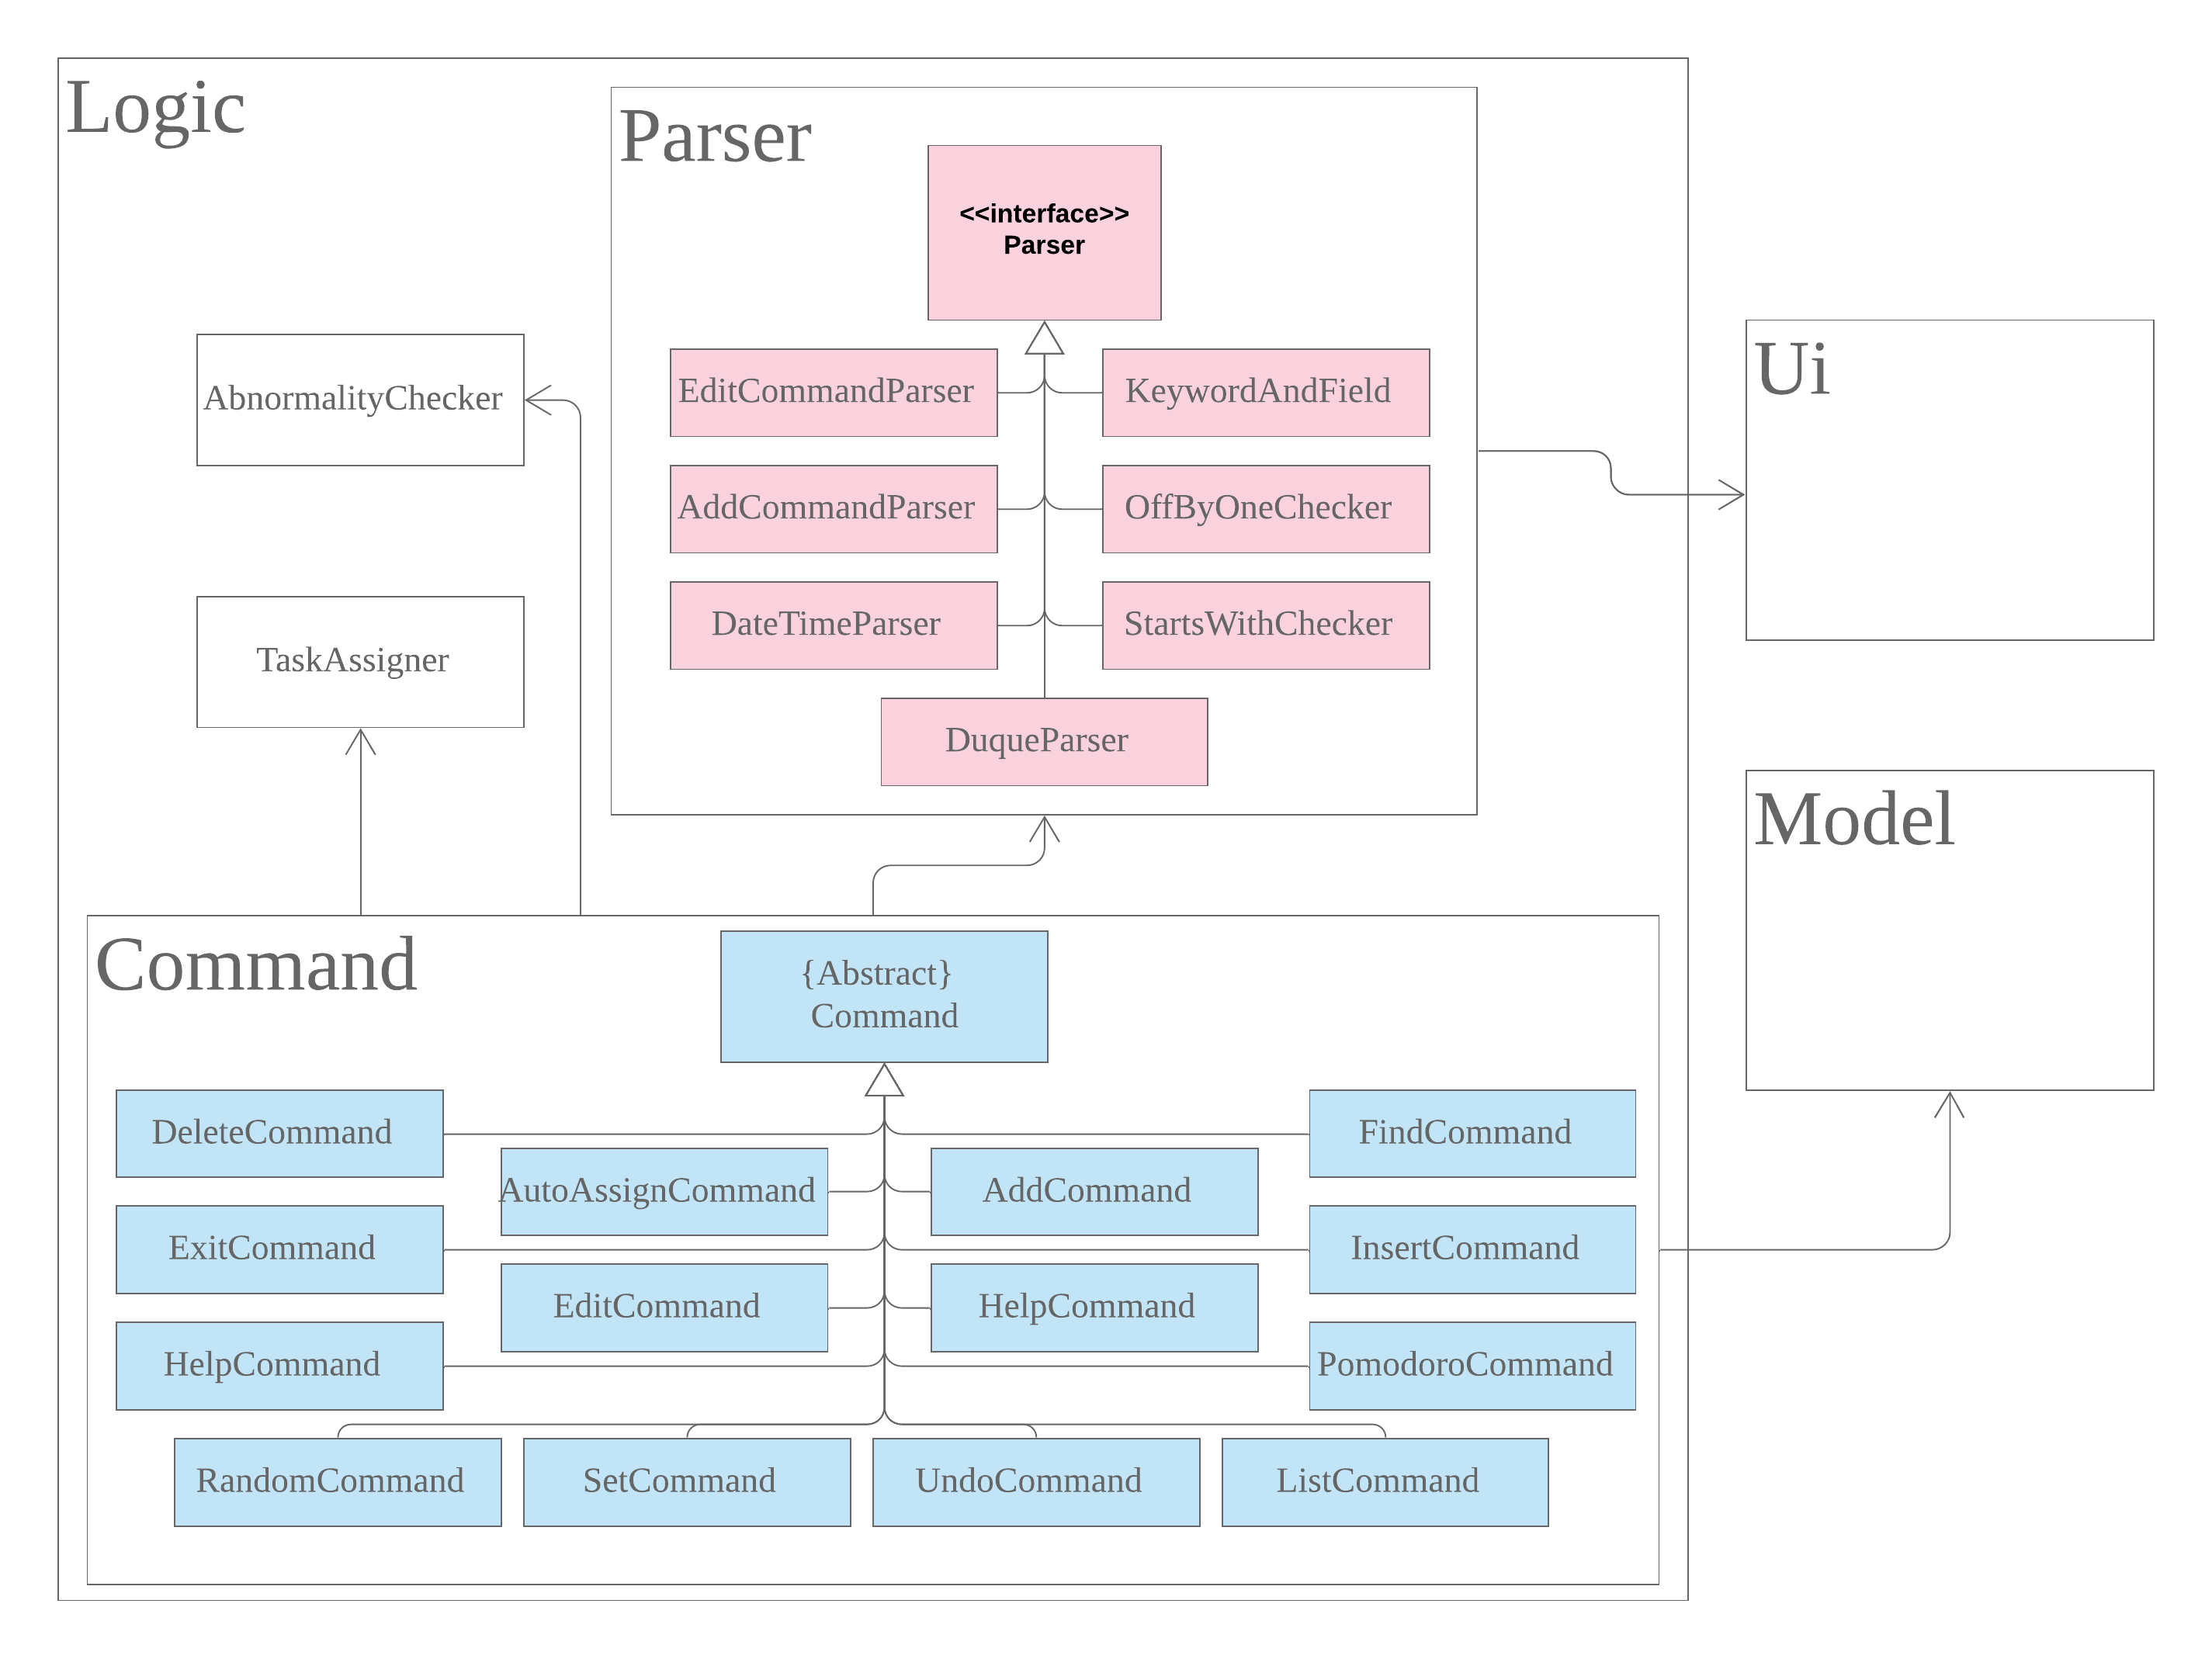 Logic
Parser
<<interface>>
Parser
EditCommandParser
KeywordAndField
AddCommandParser
OffByOneChecker
DateTimeParser
StartsWithChecker
DuqueParser
AbnormalityChecker
TaskAssigner
Ui
Model
Command
{Abstract}
Command
DeleteCommand
FindCommand
AutoAssignCommand
AddCommand
ExitCommand
InsertCommand
EditCommand
HelpCommand
HelpCommand
PomodoroCommand
RandomCommand
SetCommand
UndoCommand
ListCommand